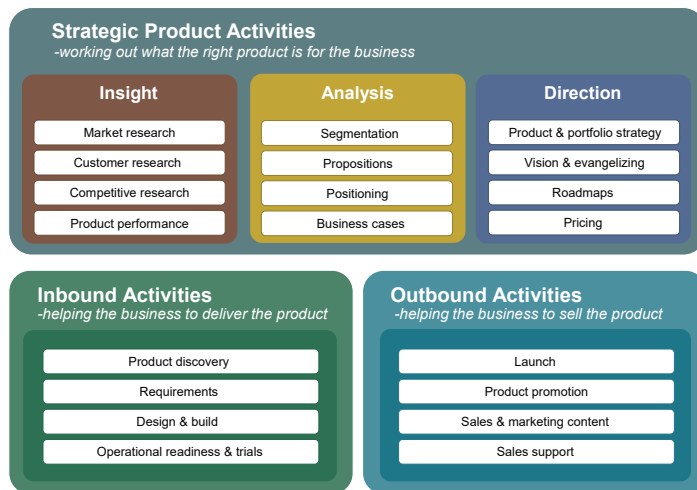 Strategic Product Activities
-working out what the right product is for the business
Insight
Market research
Customer research
Competitive research
Product performance
Analysis
Segmentation
Propositions
Positioning
Business cases
Direction
Product & portfolio strategy
Vision & evangelizing
Roadmaps
Pricing
Inbound Activities
-helping the business to deliver the product
Product discovery
Requirements
Design & build
Operational readiness & trials
Outbound Activities
-helping the business to sell the product
Launch
Product promotion
Sales & marketing content
Sales support